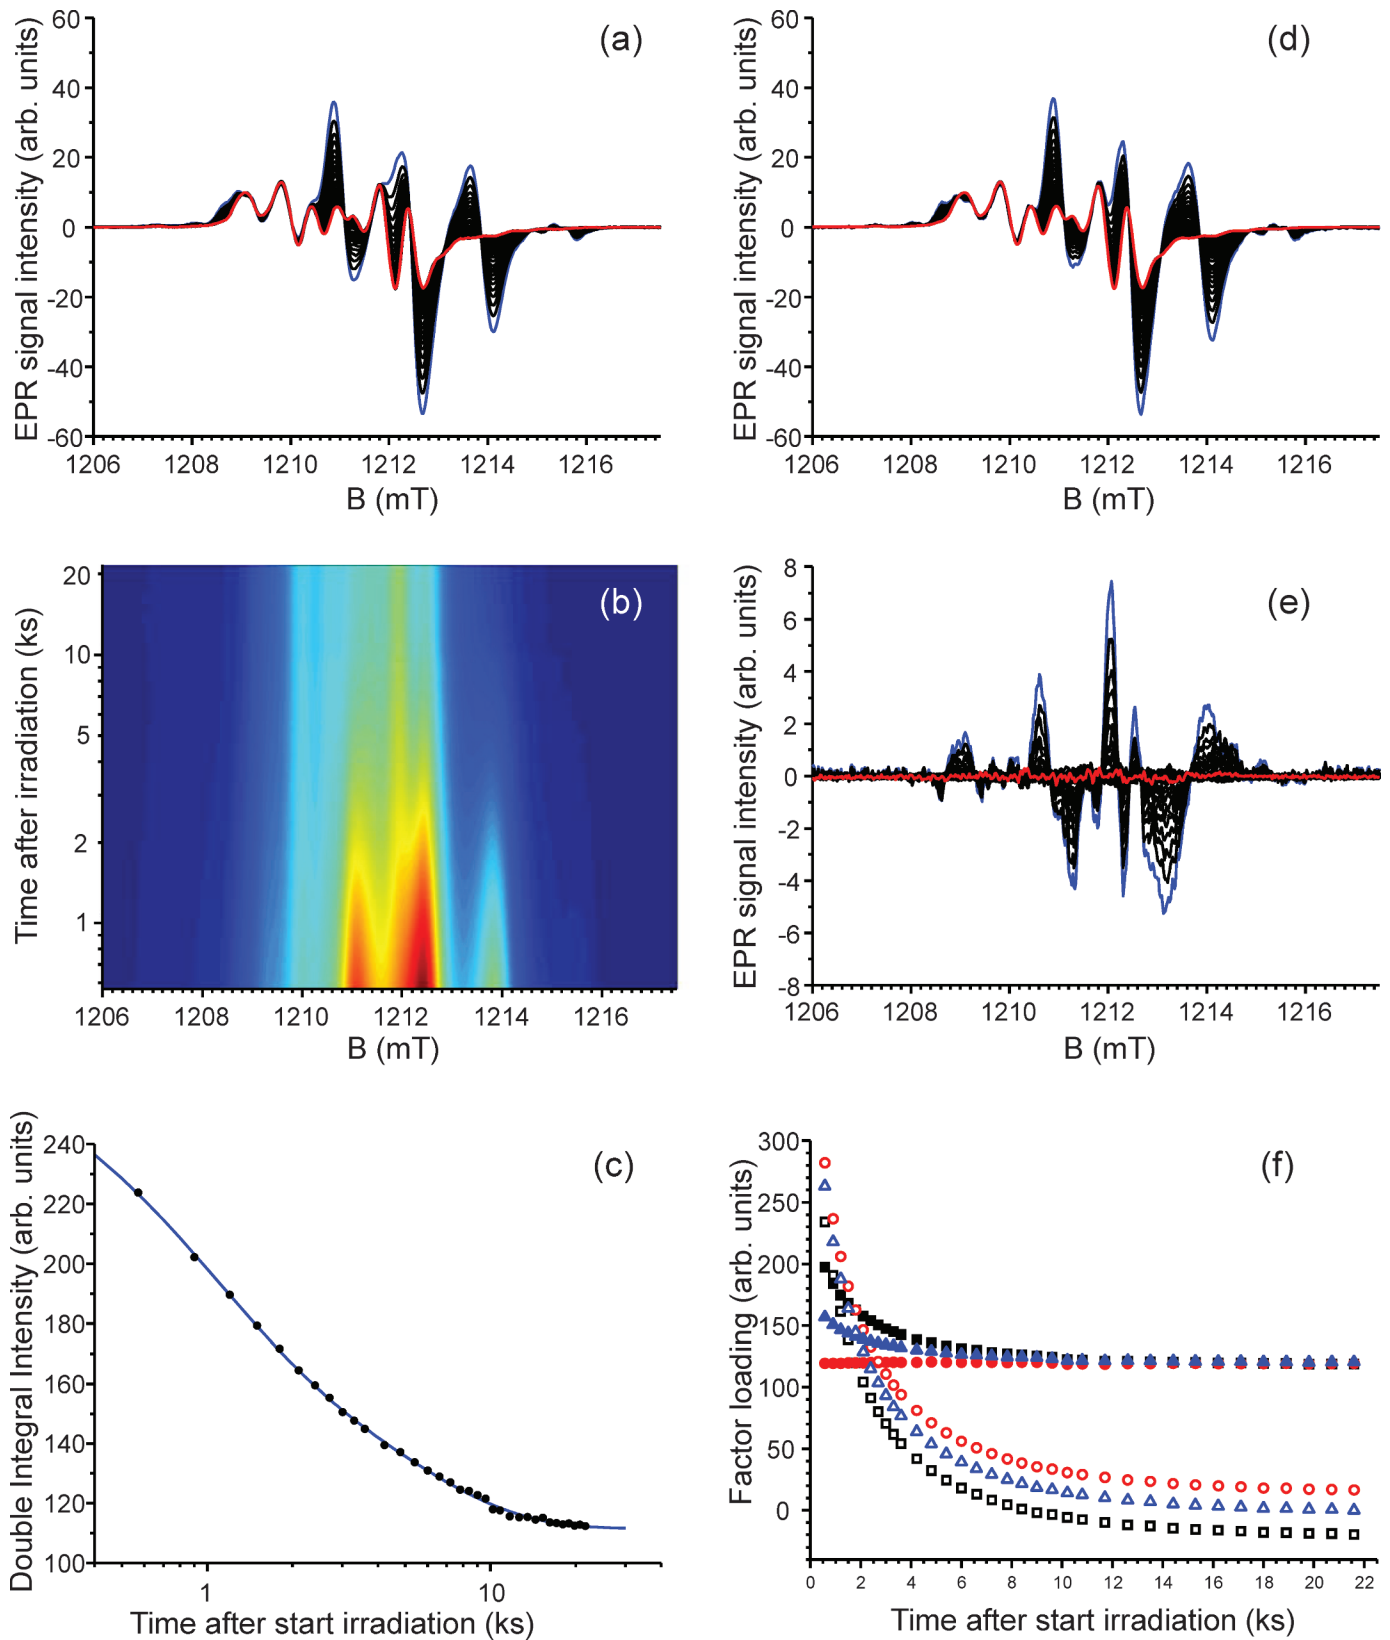 (a)
EPR signal intensity (arb. units)
60
40
20
0
-20
-40
-60
1206 1208 1210 1212 1214 1216
B (mT)
(d)
EPR signal intensity (arb. units)
60
40
20
0
-20
-40
-60
1206 1208 1210 1212 1214 1216
B (mT)
(b)
Time after irradiation (ks)
20
10
5
2
1
1206 1208 1210 1212 1214 1216
B (mT)
(e)
EPR signal intensity (arb. units)
8
6
4
2
0
-2
-4
-6
-8
1206 1208 1210 1212 1214 1216
B (mT)
(c)
Double Integral Intensity (arb. units)
240
220
200
180
160
140
120
100
1 10
Time after start irradiation (ks)
(f)
Factor loading (arb. units)
300
250
200
150
100
50
0
0 2 4 6 8 10 12 14 16 18 20 22
Time after start irradiation (ks)